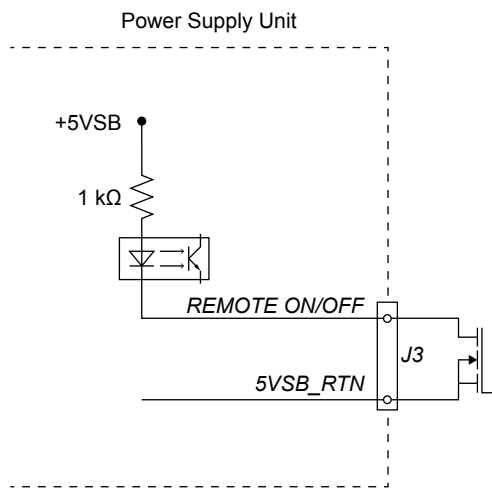 Power Supply Unit
+5VSB
1 kΩ
REMOTE ON/OFF
J3
5VSB_RTN